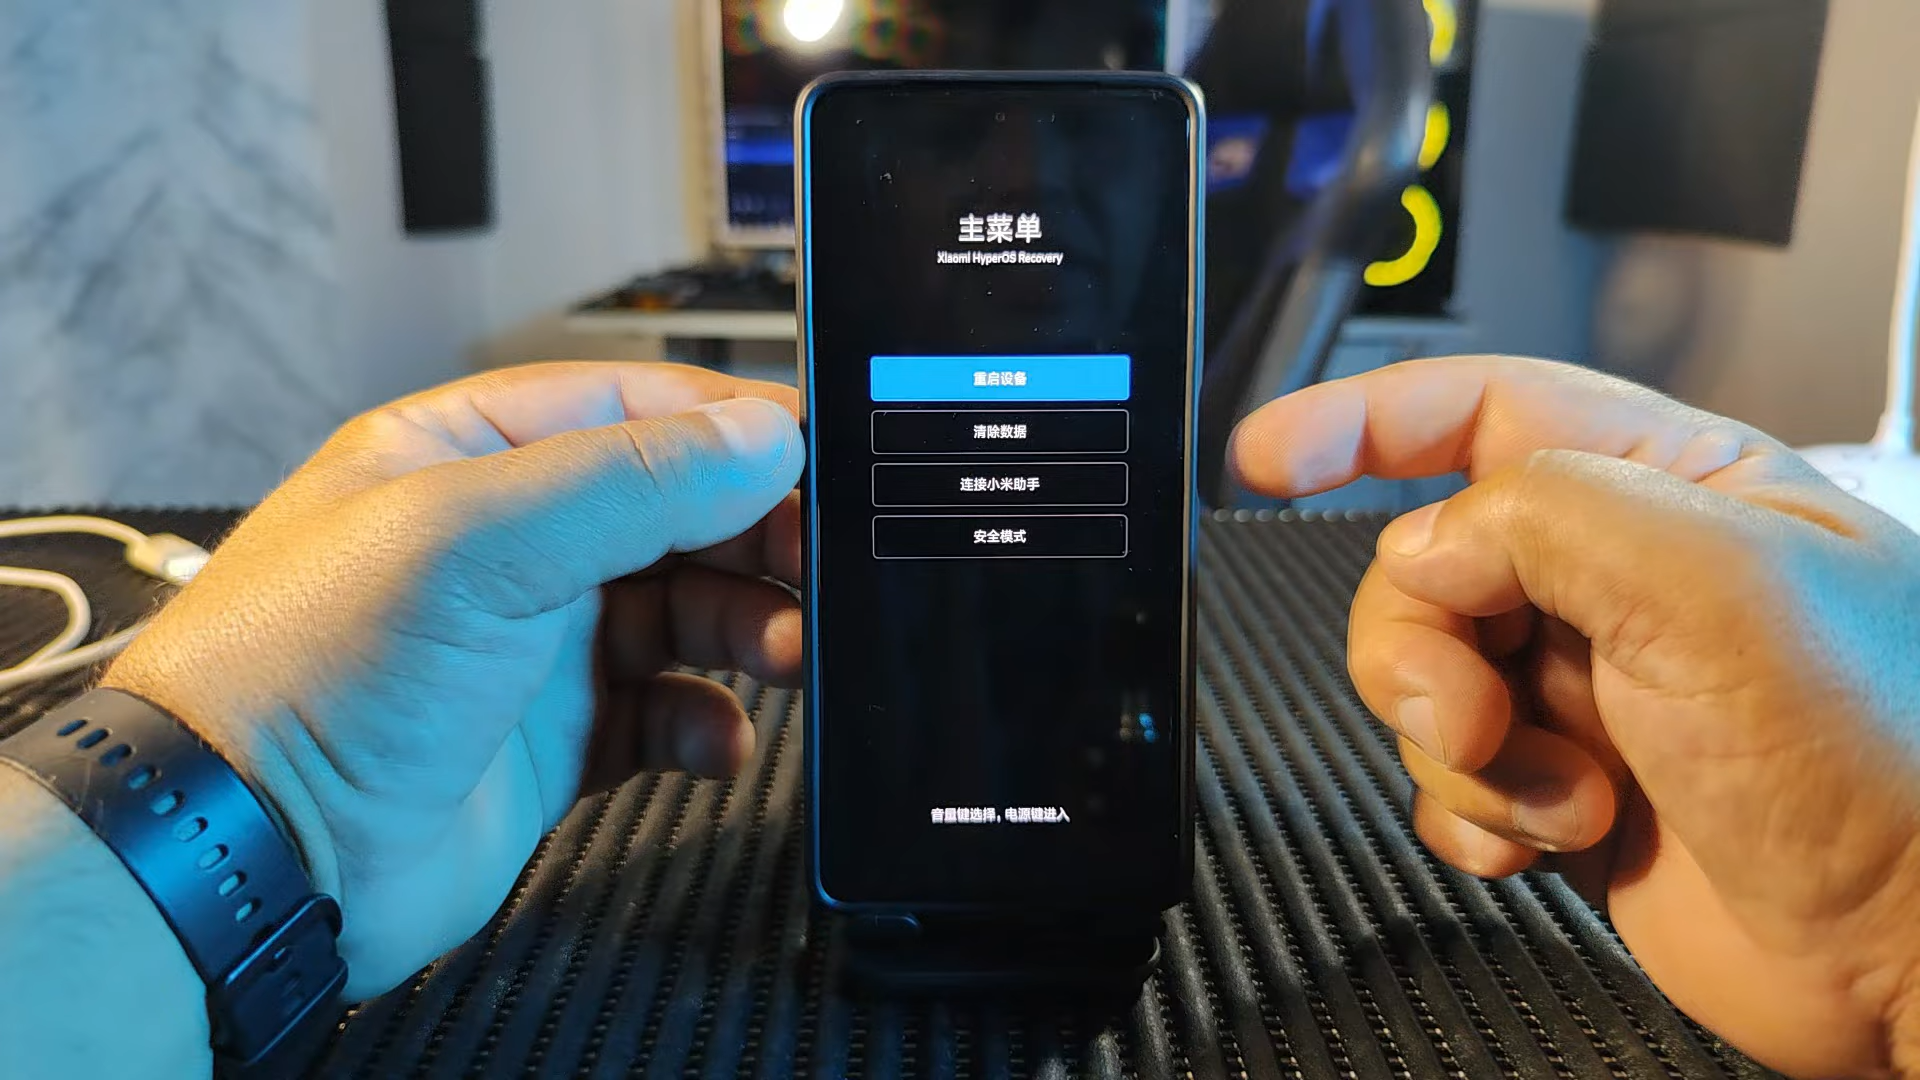 主菜单
Xiaomi HyperOS Recovery
重启设备
清除数据
连接小米助手
安全模式
音量键选择，电源键进入